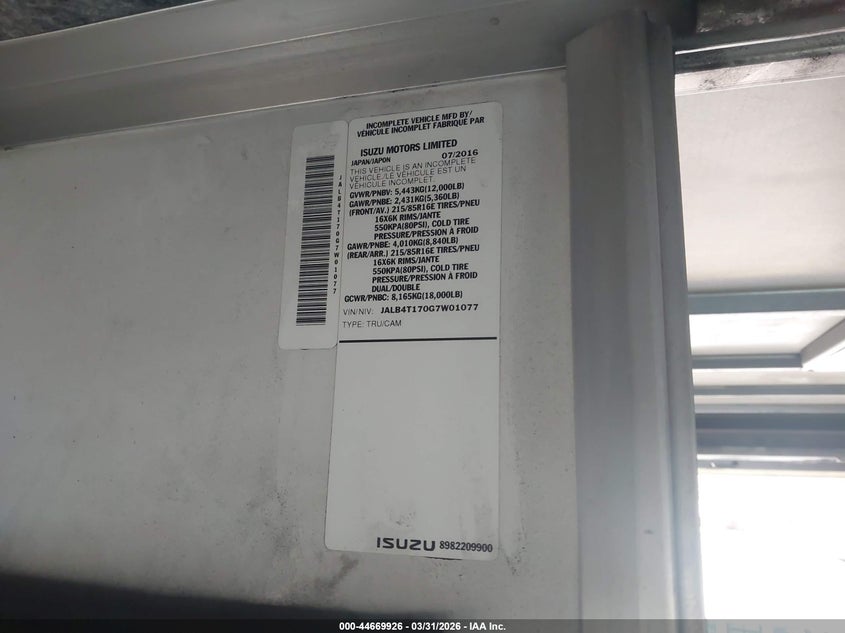 INCOMPLETE VEHICLE MFD BY/
VÉHICULE INCOMPLET FABRIQUÉ PAR
ISUZU MOTORS LIMITED
JAPAN/JAPON 07/2016
THIS VEHICLE IS AN INCOMPLETE
VEHICLE./LE VÉHICULE EST UN
VÉHICULE INCOMPLET.
GVWR/PNBV: 5,443KG(12,000LB)
GAWR/PNBE: 2,431KG(5,360LB)
(FRONT/AV.) 215/85R16E TIRES/PNEU
16X6K RIMS/JANTE
550KPA(80PSI), COLD TIRE
PRESSURE/PRESSION À FROID
GAWR/PNBE: 4,010KG(8,840LB)
(REAR/ARR.) 215/85R16E TIRES/PNEU
16X6K RIMS/JANTE
550KPA(80PSI), COLD TIRE
PRESSURE/PRESSION À FROID
DUAL/DOUBLE
GCWR/PNBC: 8,165KG(18,000LB)
VIN/NIV: JALB4T170G7W01077
TYPE: TRU/CAM
JALB4T170G7W01077
ISUZU 8982209900
000-44669926 - 03/31/2026 - IAA Inc.